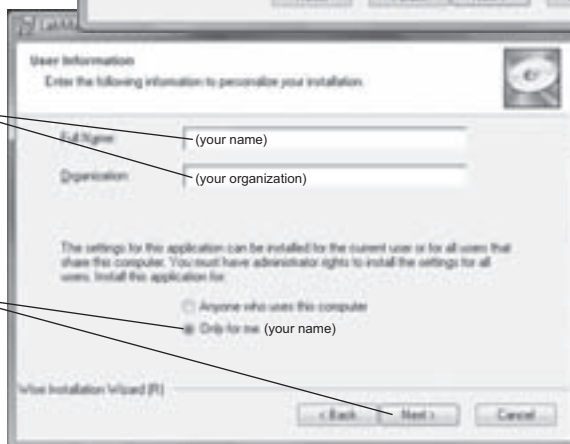 User Information
Enter the following information to personalize your installation.
Full Name:
(your name)
Organization:
(your organization)
The settings for this application can be installed for the current user or for all users that
share this computer. You must have administrator rights to install the settings for all
users. Install this application for:
Anyone who uses this computer
Only for me (your name)
Wise Installation Wizard (R)
< Back
Next >
Cancel